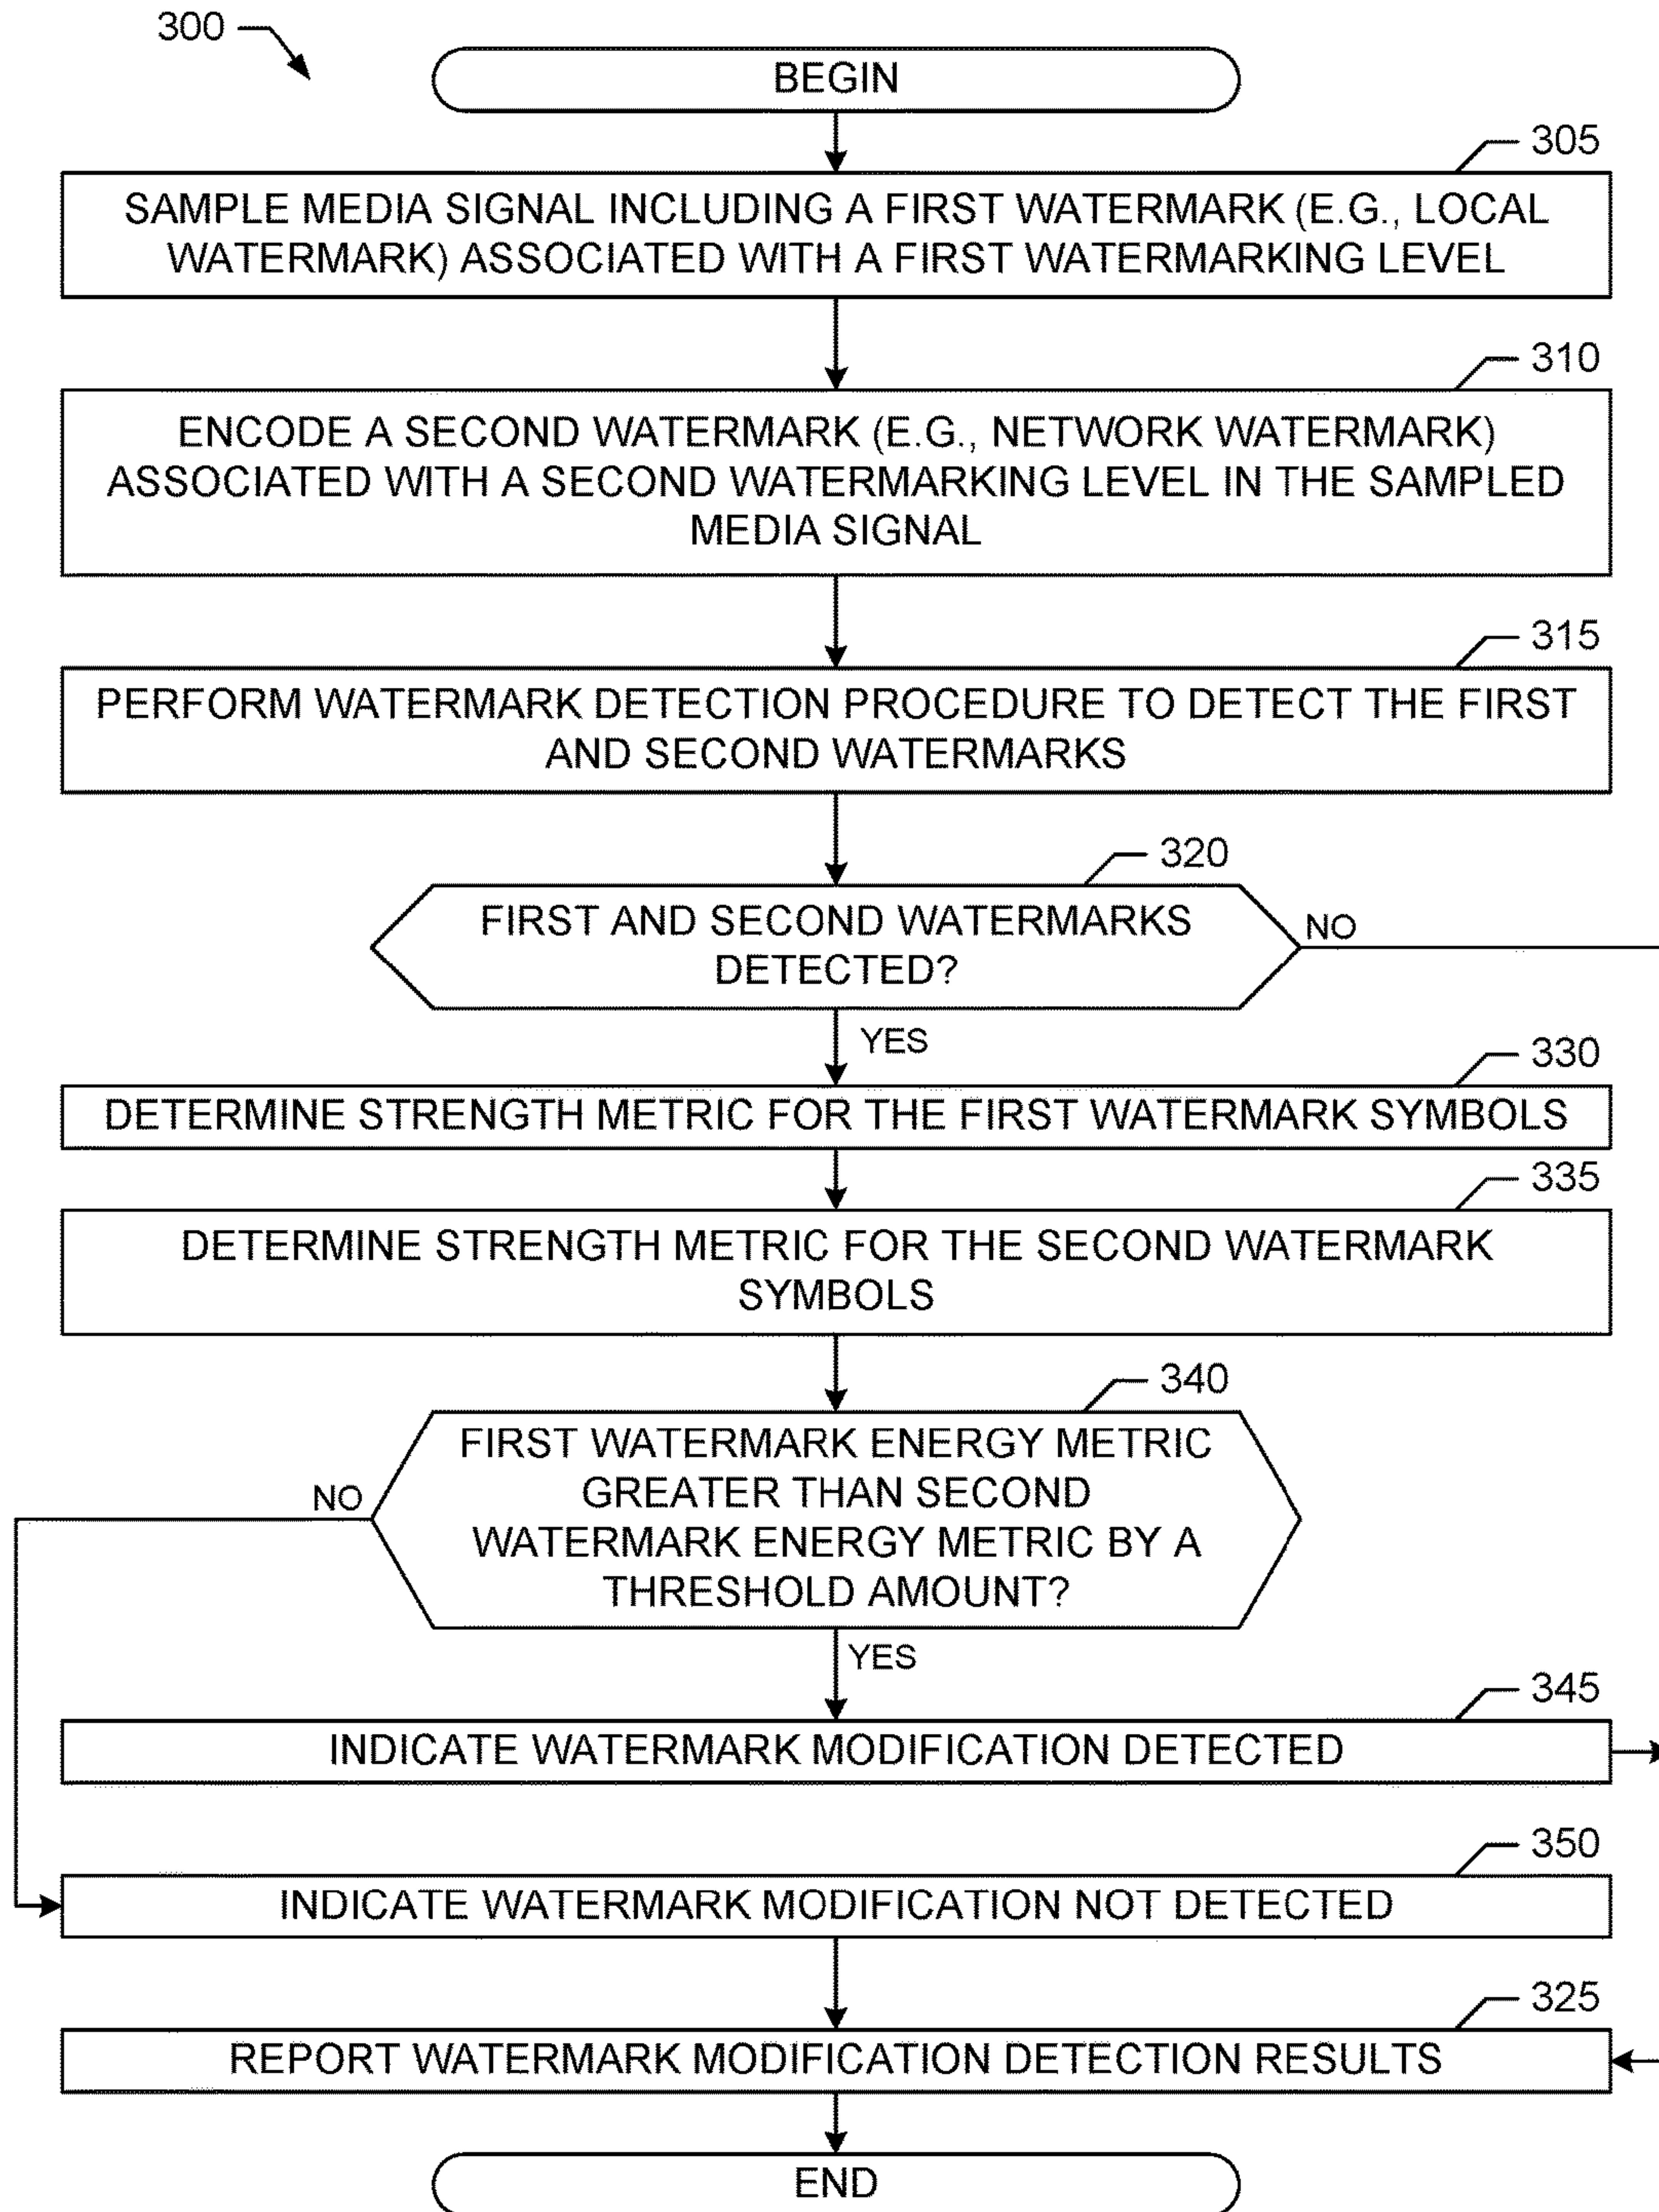 300
BEGIN
305
SAMPLE MEDIA SIGNAL INCLUDING A FIRST WATERMARK (E.G., LOCAL
WATERMARK) ASSOCIATED WITH A FIRST WATERMARKING LEVEL
310
ENCODE A SECOND WATERMARK (E.G., NETWORK WATERMARK)
ASSOCIATED WITH A SECOND WATERMARKING LEVEL IN THE SAMPLED
MEDIA SIGNAL
315
PERFORM WATERMARK DETECTION PROCEDURE TO DETECT THE FIRST
AND SECOND WATERMARKS
320
FIRST AND SECOND WATERMARKS
DETECTED?
NO
YES
330
DETERMINE STRENGTH METRIC FOR THE FIRST WATERMARK SYMBOLS
335
DETERMINE STRENGTH METRIC FOR THE SECOND WATERMARK
SYMBOLS
340
FIRST WATERMARK ENERGY METRIC
GREATER THAN SECOND
WATERMARK ENERGY METRIC BY A
THRESHOLD AMOUNT?
NO
YES
345
INDICATE WATERMARK MODIFICATION DETECTED
350
INDICATE WATERMARK MODIFICATION NOT DETECTED
325
REPORT WATERMARK MODIFICATION DETECTION RESULTS
END